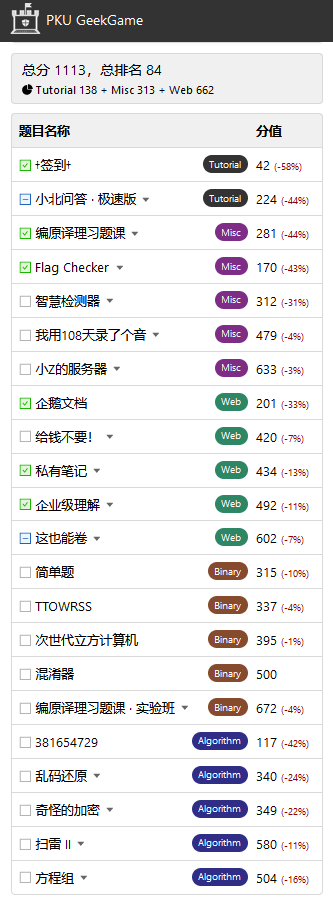 PKU GeekGame
总分 1113，总排名 84
Tutorial 138 + Misc 313 + Web 662
题目名称 分值
†签到† Tutorial 42 (-58%)
小北问答 · 极速版 Tutorial 224 (-44%)
编原译理习题课 Misc 281 (-44%)
Flag Checker Misc 170 (-43%)
智慧检测器 Misc 312 (-31%)
我用108天录了个音 Misc 479 (-4%)
小Z的服务器 Misc 633 (-3%)
企鹅文档 Web 201 (-33%)
给钱不要！ Web 420 (-7%)
私有笔记 Web 434 (-13%)
企业级理解 Web 492 (-11%)
这也能卷 Web 602 (-7%)
简单题 Binary 315 (-10%)
TTOWRSS Binary 337 (-4%)
次世代立方计算机 Binary 395 (-1%)
混淆器 Binary 500
编原译理习题课 · 实验班 Binary 672 (-4%)
381654729 Algorithm 117 (-42%)
乱码还原 Algorithm 340 (-24%)
奇怪的加密 Algorithm 349 (-22%)
扫雷 II Algorithm 580 (-11%)
方程组 Algorithm 504 (-16%)